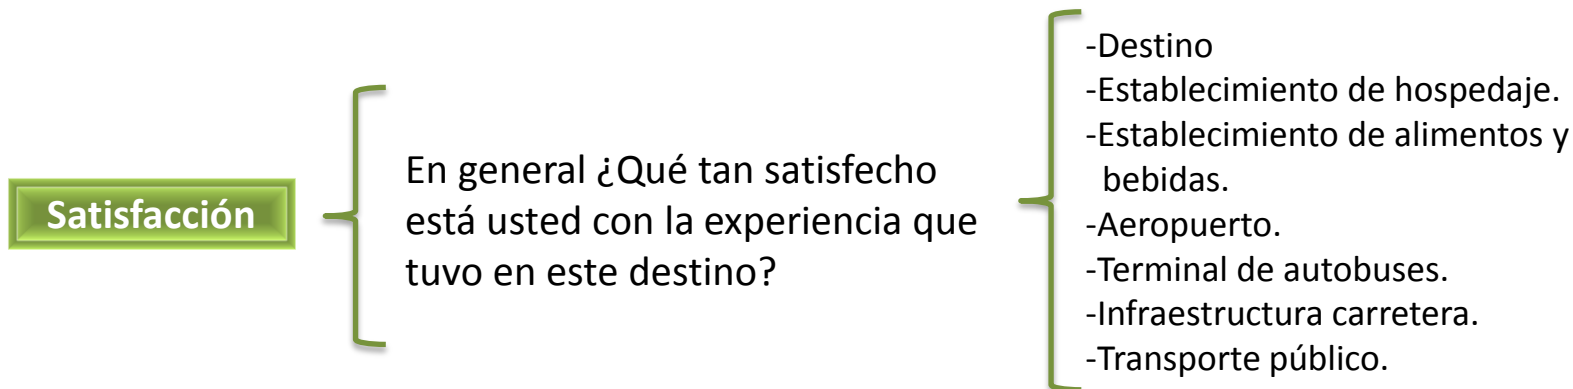 Satisfacción
En general ¿Qué tan satisfecho
está usted con la experiencia que
tuvo en este destino?
-Destino
-Establecimiento de hospedaje.
-Establecimiento de alimentos y
bebidas.
-Aeropuerto.
-Terminal de autobuses.
-Infraestructura carretera.
-Transporte público.